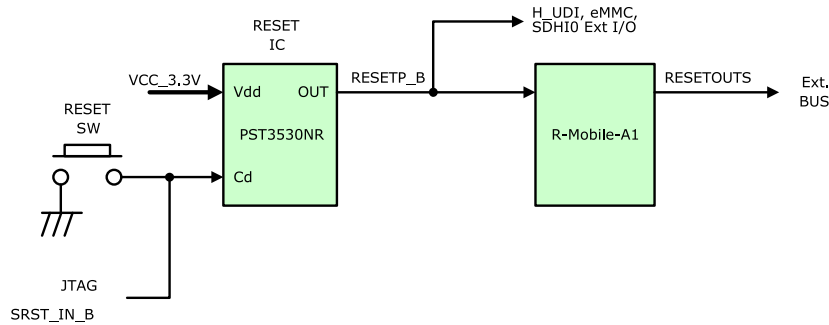 H_UDI, eMMC,
SDHI0 Ext I/O
RESET
IC
VCC_3.3V
Vdd
OUT
RESETP_B
RESETOUTS
Ext.
BUS
RESET
SW
PST3530NR
R-Mobile-A1
Cd
JTAG
SRST_IN_B